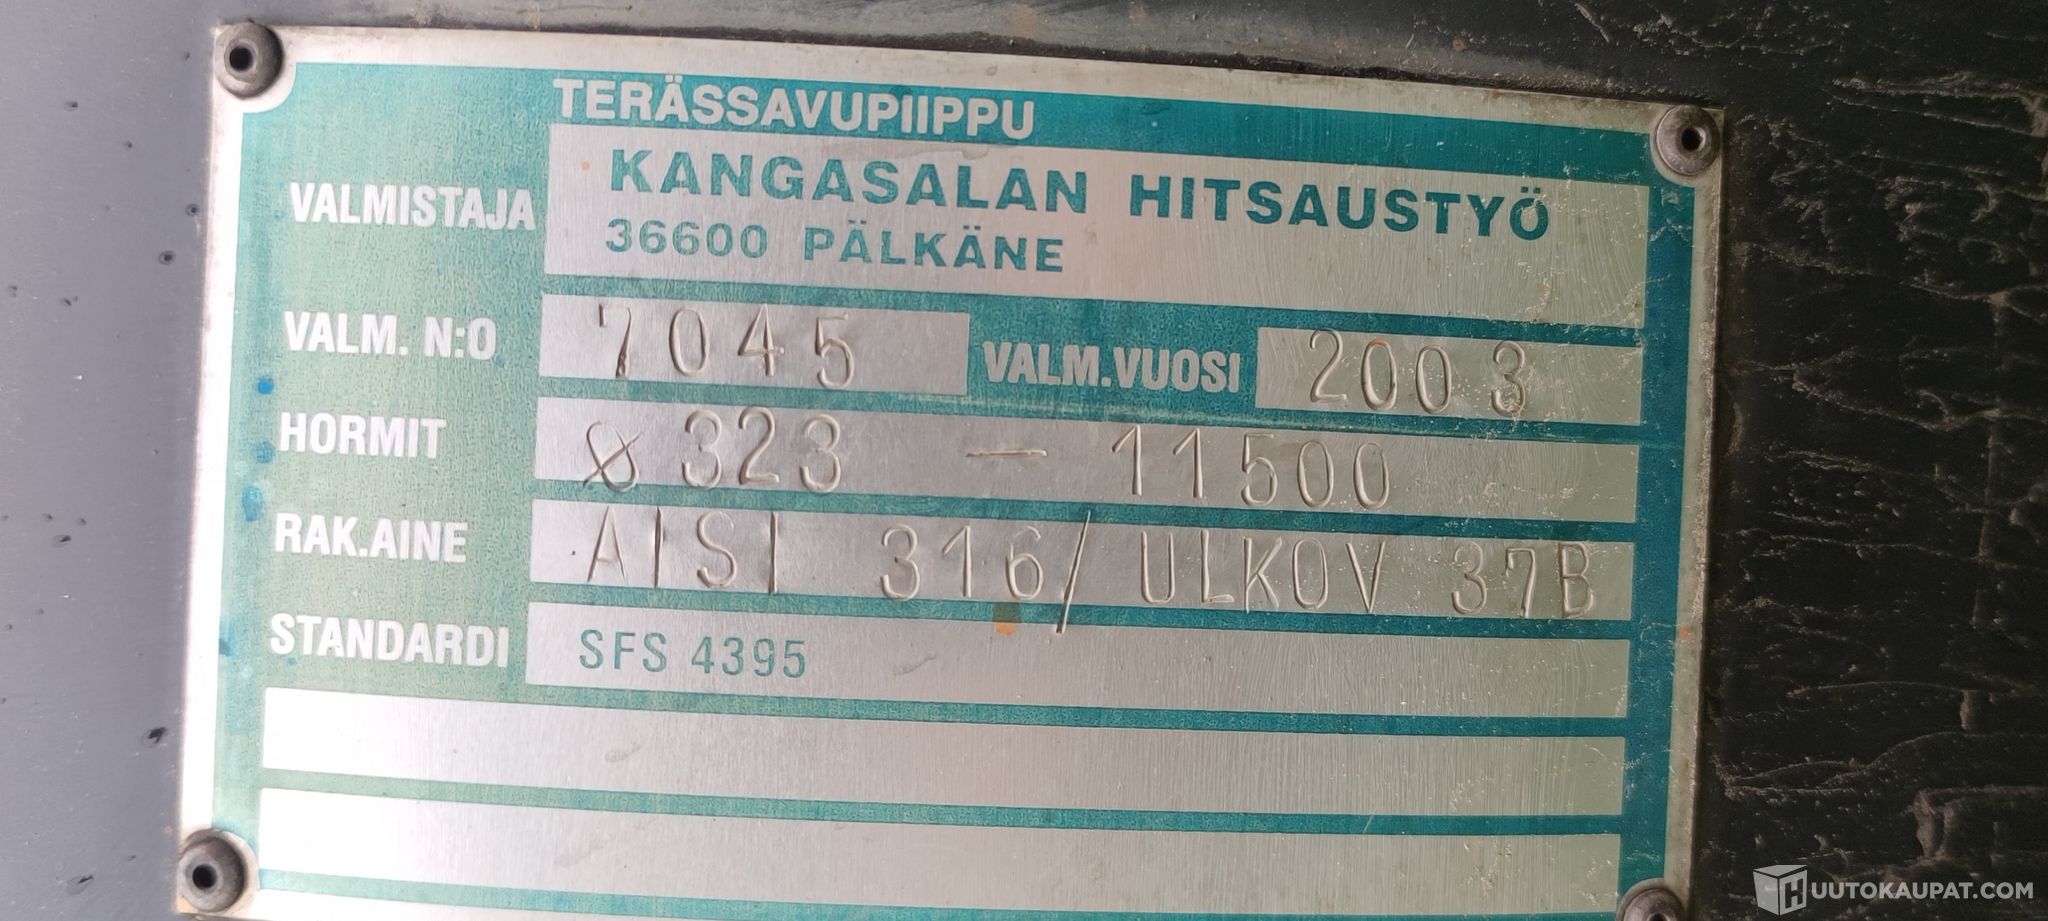 TERÄSSAVUPIIPPU
VALMISTAJA KANGASALAN HITSAUSTYÖ
36600 PÄLKÄNE
VALM. N:O 7045 VALM.VUOSI 2003
HORMIT Ø 323 — 11500
RAK.AINE AISI 316/ULKOV 37B
STANDARDI SFS 4395
HUUTOKAUPAT.COM